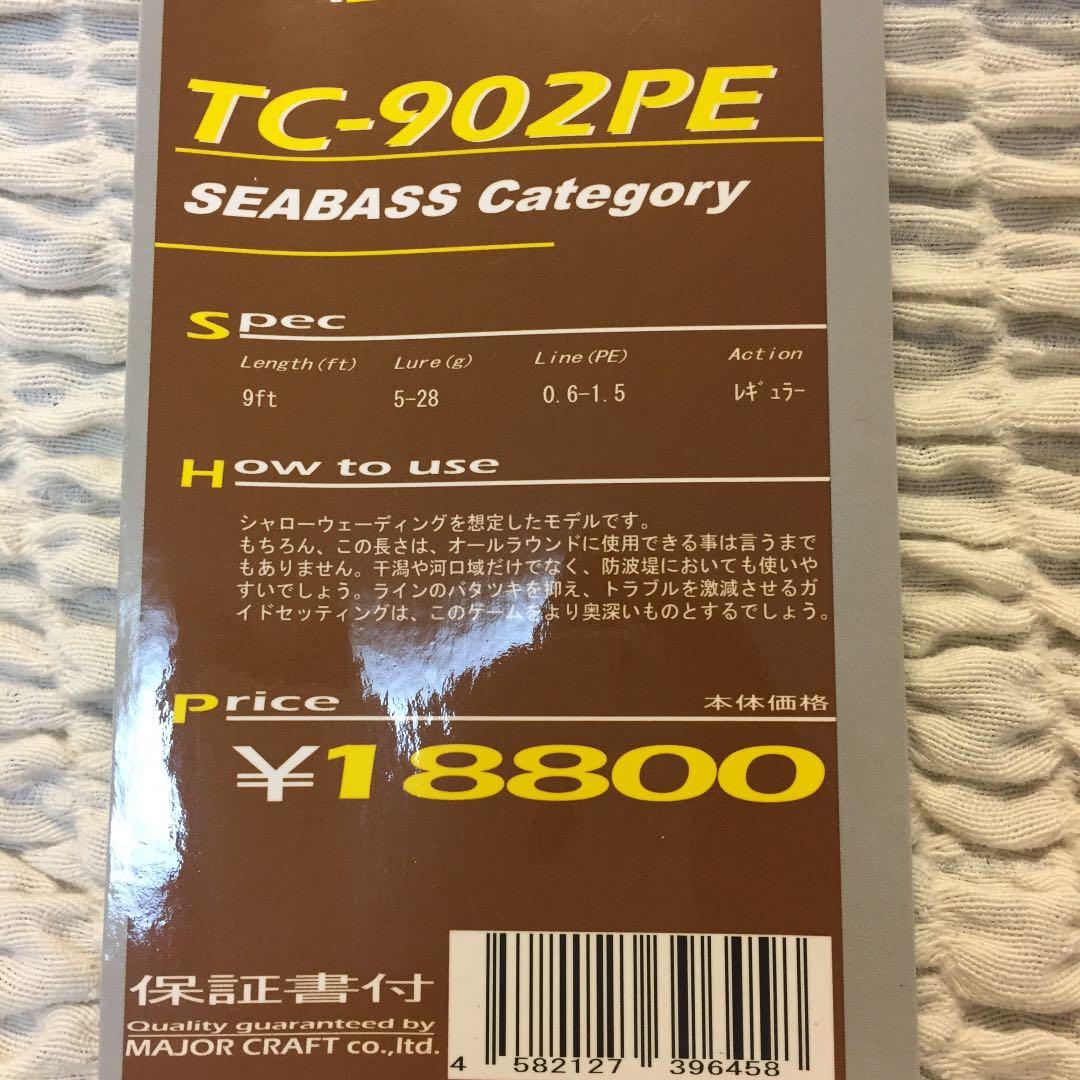 TC-902PE
SEABASS Category
Spec
Length(ft) Lure(g) Line(PE) Action
9ft 5-28 0.6-1.5 ﾚｷﾞｭﾗｰ
How to use
シャローウェーディングを想定したモデルです。
もちろん、この長さは、オールラウンドに使用できる事は言うまで
もありません。干潟や河口域だけでなく、防波堤においても使いや
すいでしょう。ラインのバタツキを抑え、トラブルを激減させるガ
イドセッティングは、このゲームをより奥深いものとするでしょう。
Price 本体価格
¥18800
保証書付
Quality guaranteed by
MAJOR CRAFT co.,ltd.
4 582127 396458